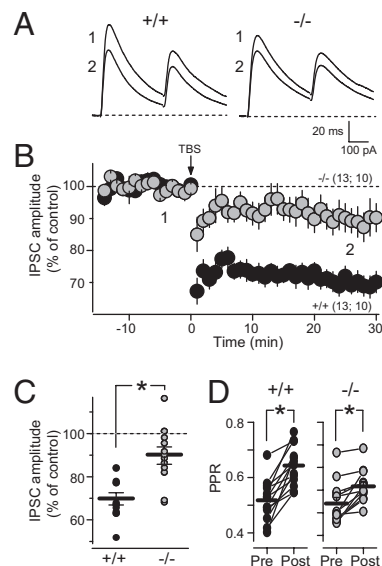 A
+/+
-/-
1
2
1
2
20 ms
100 pA
B
TBS
IPSC amplitude
(% of control)
100
90
80
70
-/- (13; 10)
1
2
+/+ (13; 10)
-10
0
10
20
30
Time (min)
C
*
IPSC amplitude
(% of control)
120
100
80
60
+/+
-/-
D
+/+
-/-
*
*
PPR
0.8
0.6
0.4
Pre Post
Pre Post